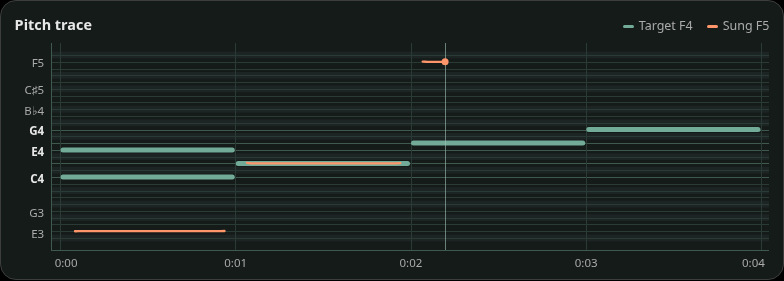 Pitch trace
Target F4
Sung F5
F5
C♯5
B♭4
G4
E4
C4
G3
E3
0:00
0:01
0:02
0:03
0:04